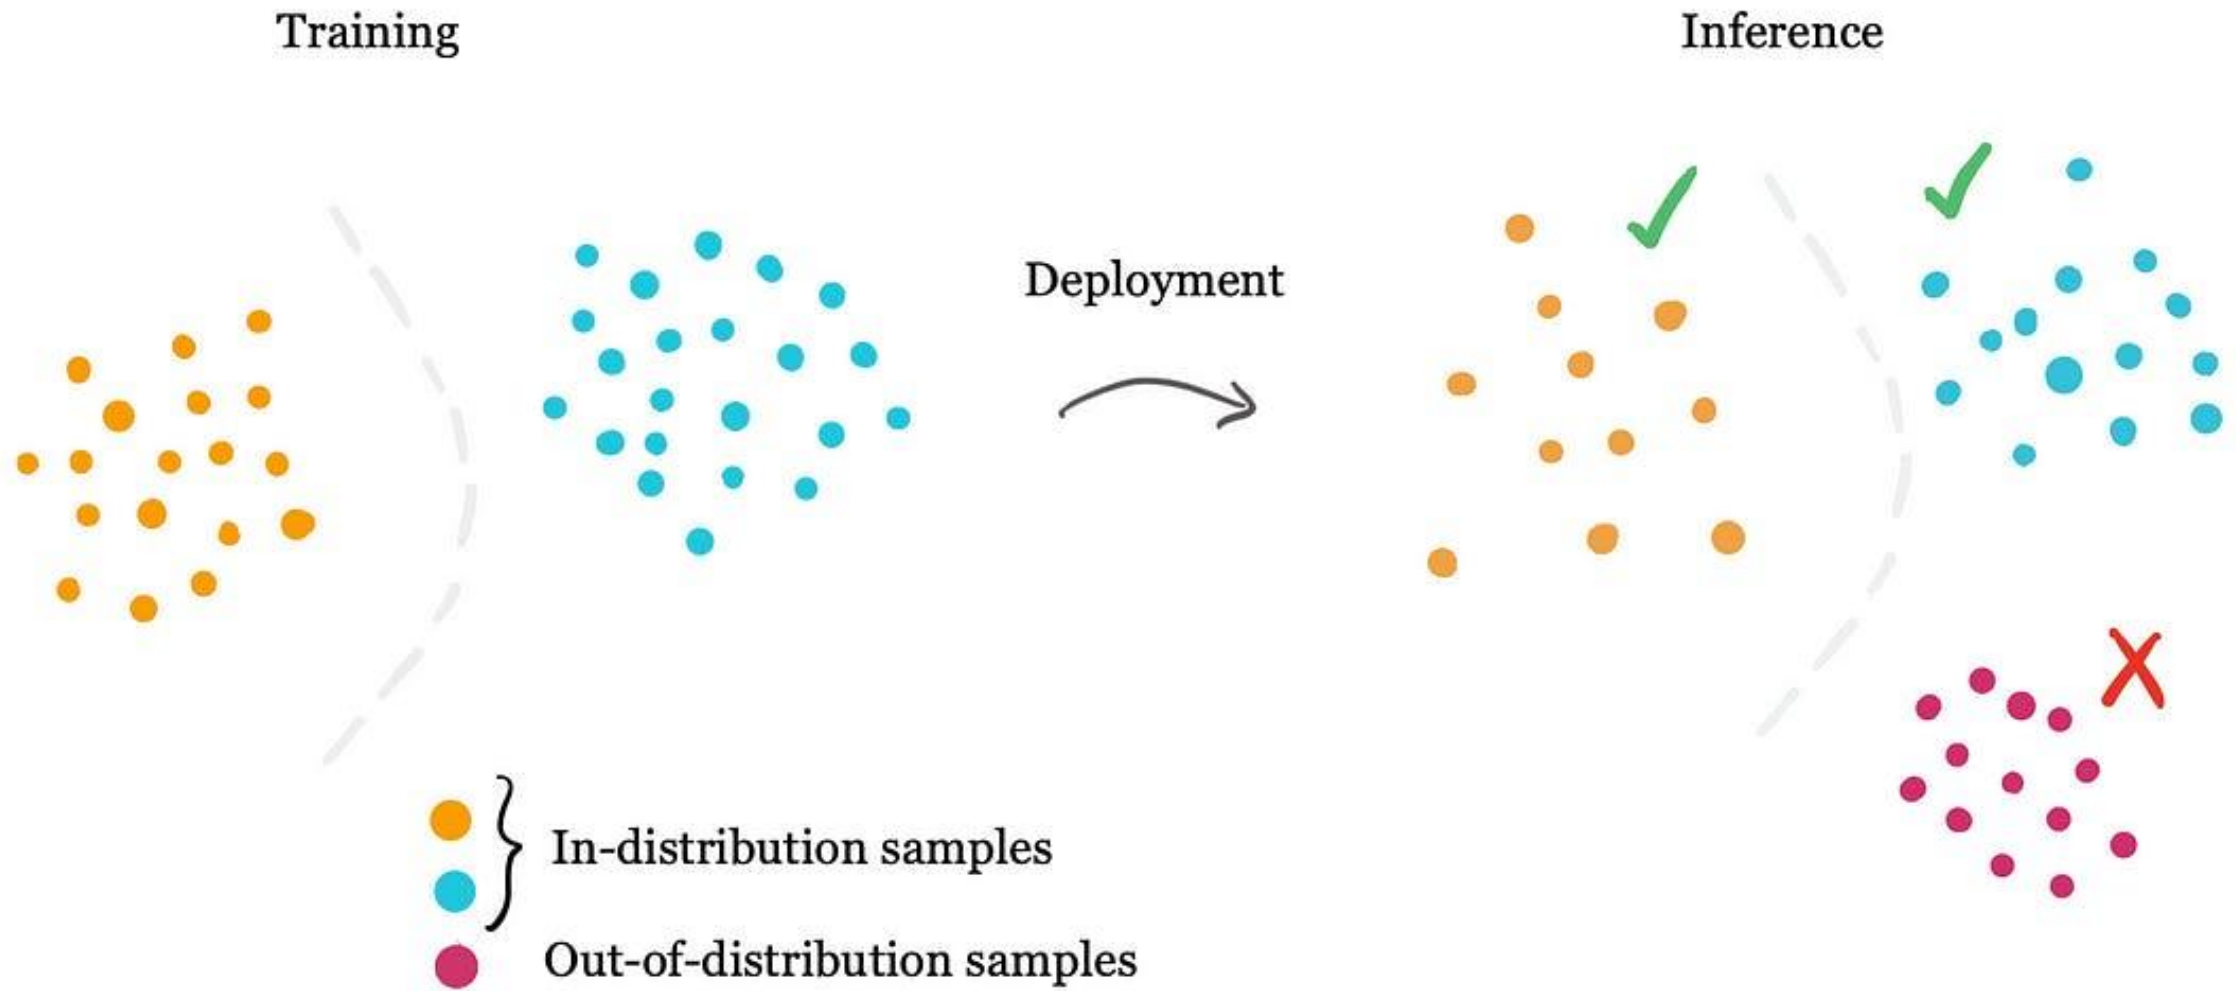 Training
Inference
Deployment
In-distribution samples
Out-of-distribution samples